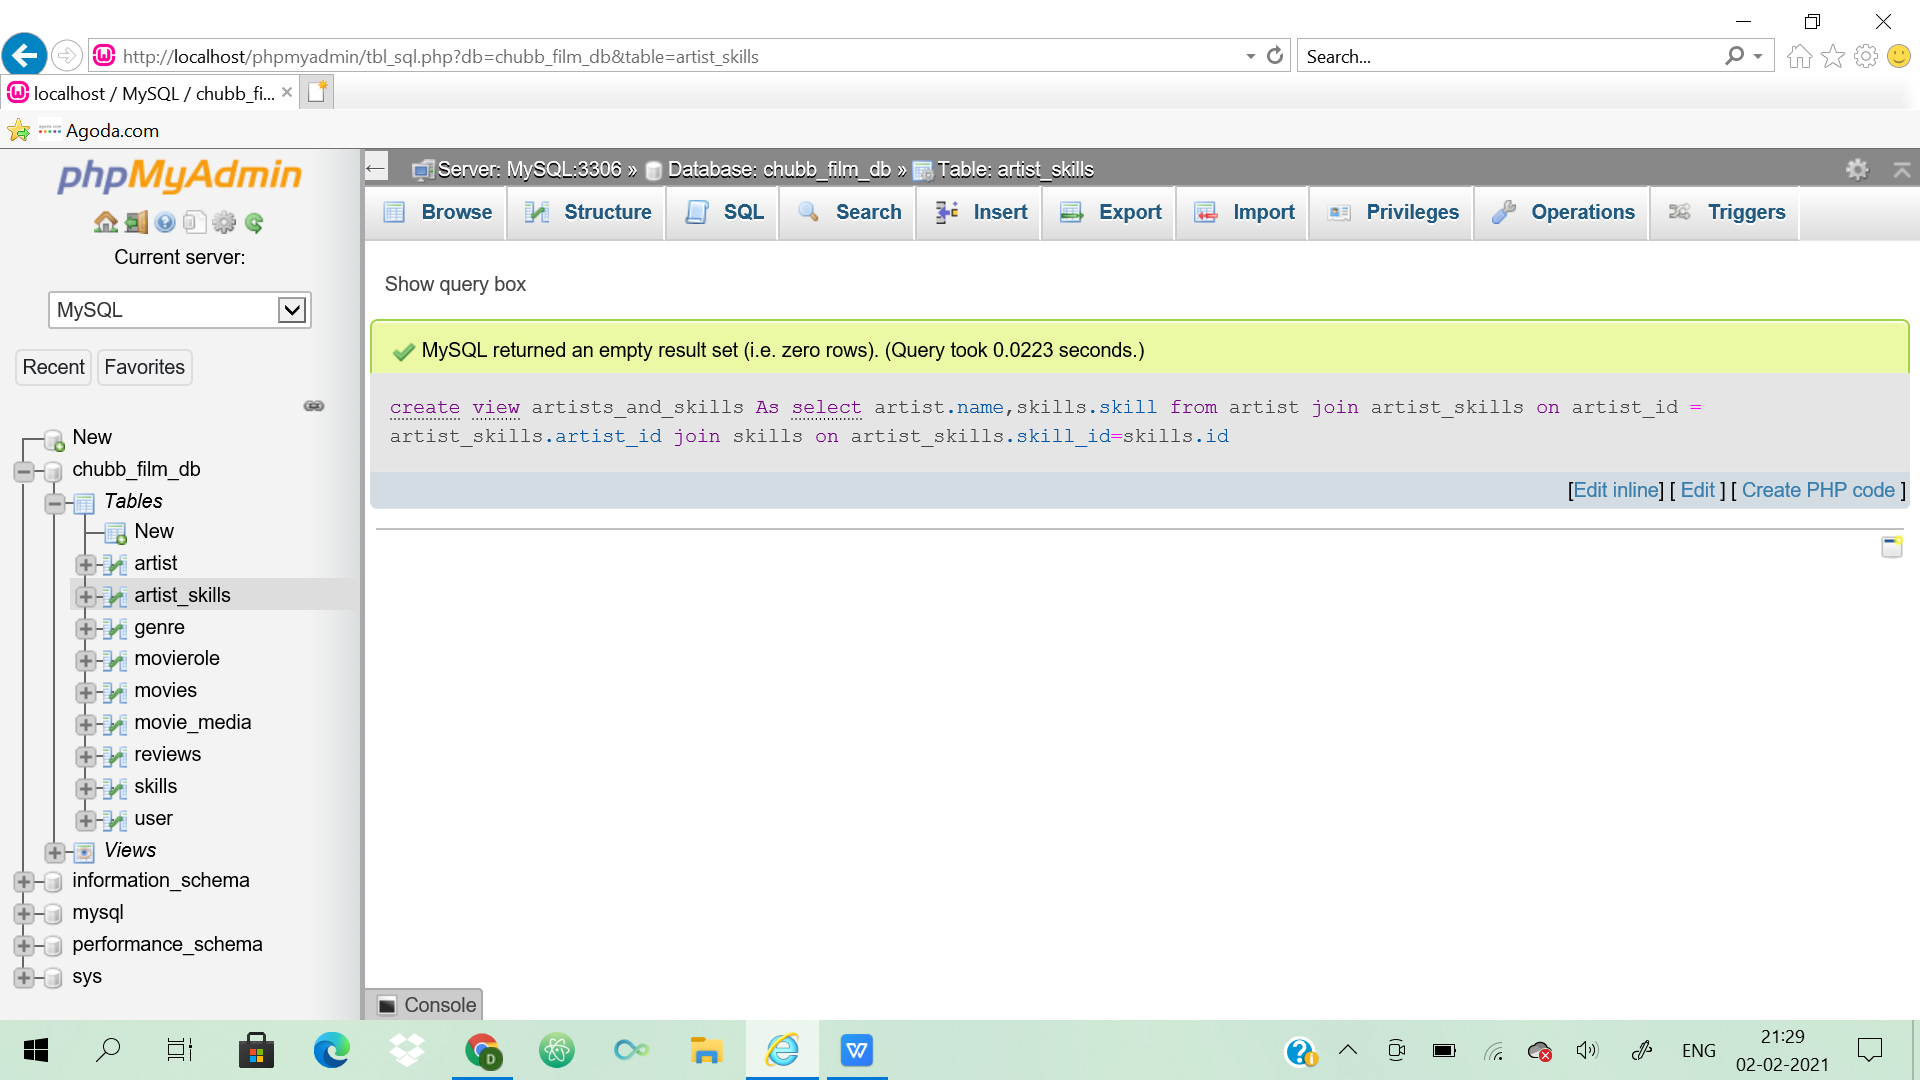 http://localhost/phpmyadmin/tbl_sql.php?db=chubb_film_db&table=artist_skills
Search...
localhost / MySQL / chubb_fi...
Agoda.com
phpMyAdmin
Server: MySQL:3306 » Database: chubb_film_db » Table: artist_skills
Browse Structure SQL Search Insert Export Import Privileges Operations Triggers
Current server:
MySQL
Recent Favorites
New
chubb_film_db
Tables
New
artist
artist_skills
genre
movierole
movies
movie_media
reviews
skills
user
Views
information_schema
mysql
performance_schema
sys
Show query box
MySQL returned an empty result set (i.e. zero rows). (Query took 0.0223 seconds.)
create view artists_and_skills As select artist.name,skills.skill from artist join artist_skills on artist_id =
artist_skills.artist_id join skills on artist_skills.skill_id=skills.id
[Edit inline] [ Edit ] [ Create PHP code ]
Console
D
W
ENG
21:29
02-02-2021